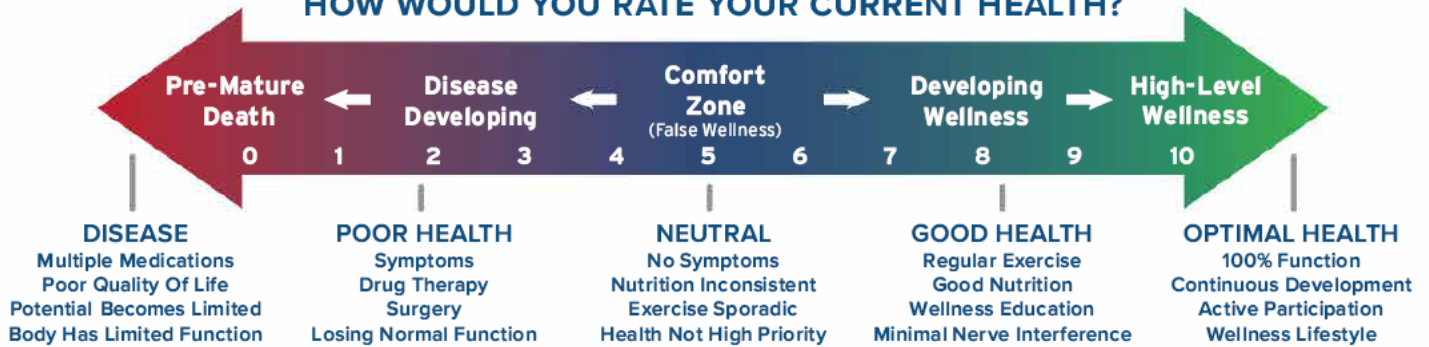 HOW WOULD YOU RATE YOUR CURRENT HEALTH?
Pre-Mature
Death
Disease
Developing
Comfort
Zone
(False Wellness)
Developing
Wellness
High-Level
Wellness
0 1 2 3 4 5 6 7 8 9 10
DISEASE
Multiple Medications
Poor Quality Of Life
Potential Becomes Limited
Body Has Limited Function
POOR HEALTH
Symptoms
Drug Therapy
Surgery
Losing Normal Function
NEUTRAL
No Symptoms
Nutrition Inconsistent
Exercise Sporadic
Health Not High Priority
GOOD HEALTH
Regular Exercise
Good Nutrition
Wellness Education
Minimal Nerve Interference
OPTIMAL HEALTH
100% Function
Continuous Development
Active Participation
Wellness Lifestyle